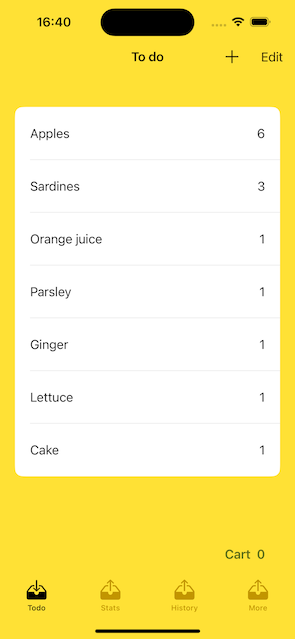 16:40
To do
Edit
Apples 6
Sardines 3
Orange juice 1
Parsley 1
Ginger 1
Lettuce 1
Cake 1
Cart 0
Todo Stats History More